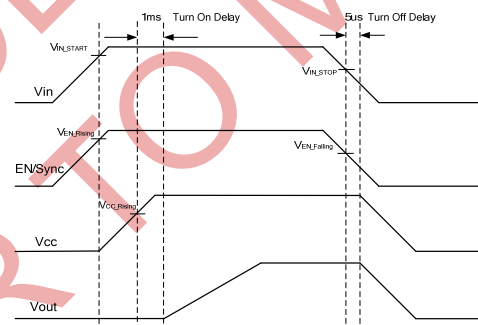 1ms Turn On Delay
5us Turn Off Delay
VIN_START
VIN_STOP
Vin
VEN_Rising
VEN_Falling
EN/Sync
VCC_Rising
Vcc
Vout